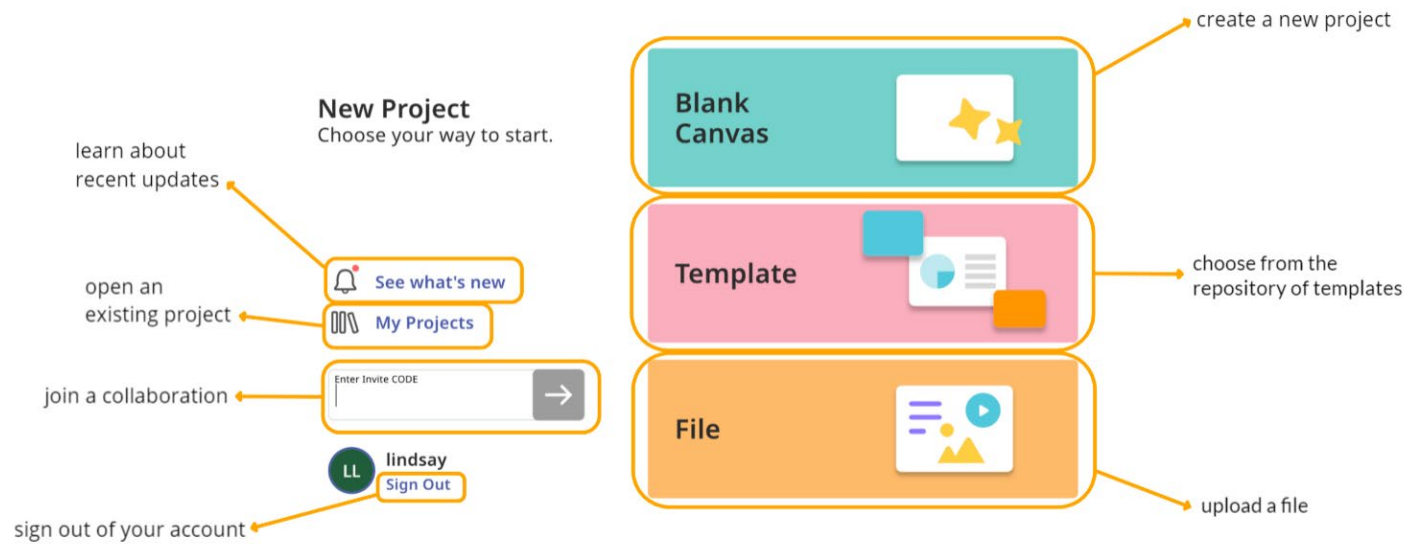 create a new project
New Project
Choose your way to start.
Blank
Canvas
learn about
recent updates
See what's new
open an
existing project
My Projects
Template
choose from the
repository of templates
join a collaboration
Enter Invite CODE
File
LL
lindsay
Sign Out
sign out of your account
upload a file